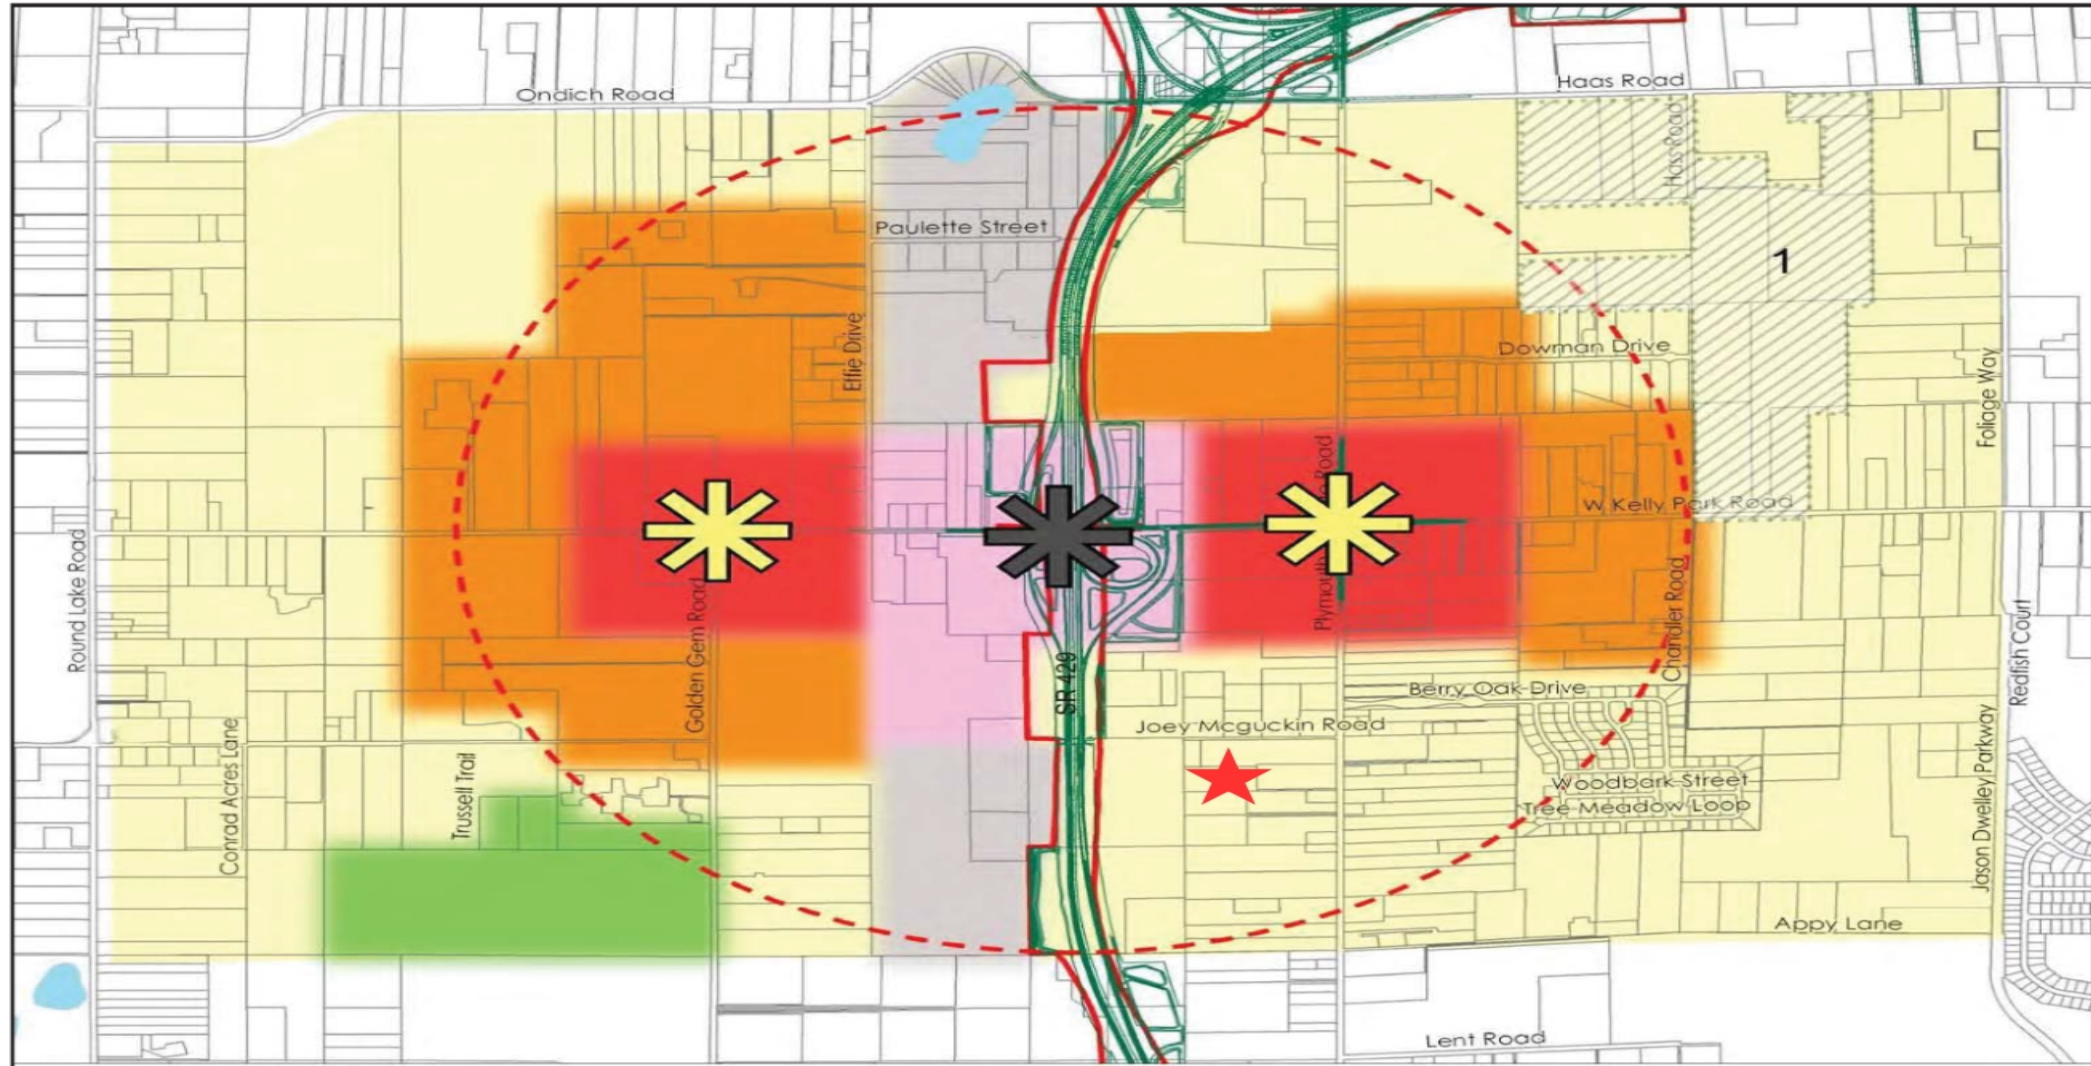 Ondich Road
Haas Road
Hass Road
Paulette Street
1
Effie Drive
Dowman Drive
Foliage Way
W Kelly Park Road
Round Lake Road
Golden Gem Road
Road
Chandler Road
Redfish Court
SR 429
Berry Oak Drive
Joey Mcguckin Road
Conrad Acres Lane
Trussell Trail
Woodbark Street
Tree Meadow Loop
Jason Dwelley Parkway
Appy Lane
Lent Road